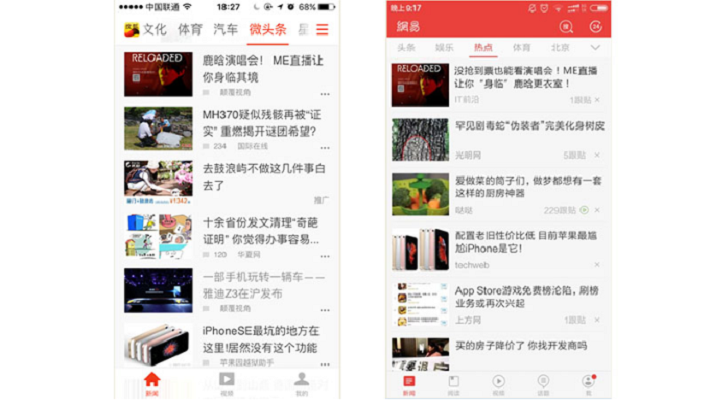 中国联通
18:27
68%
搜狐
文化 体育 汽车 微头条
RELOADED
鹿晗演唱会！ ME直播让
你身临其境
颠覆视角
MH370疑似残骸再被“证
实” 重燃揭开谜团希望?
234 国际在线
去鼓浪屿不做这几件事白
去了
推广
十余省份发文清理“奇葩
证明” 你觉得办事容易...
123 华夏网
一部手机玩转一辆车——
雅迪Z3在沪发布
颠覆视角
iPhoneSE最坑的地方在
这里!居然没有这个功能
苹果园越狱助手
新闻 视频 我的
晚上9:17
網易
24
头条 娱乐 热点 体育 北京
RELOADED
没抢到票也能看演唱会！ME直播
让你“身临”鹿晗更衣室！
IT前沿 1跟贴
罕见剧毒蛇“伪装者”完美化身树皮
光明网 5跟贴
爱做菜的筒子们，做梦都想有一套
这样的厨房神器
哒哒 229跟贴
配置老旧性价比低 目前苹果最尴
尬iPhone是它！
techweb
App Store游戏免费榜沦陷，刷榜
业务或再次兴起
上方网 1跟贴
买的房子降价了 你找开发商吗
新闻 阅读 视频 话题 我